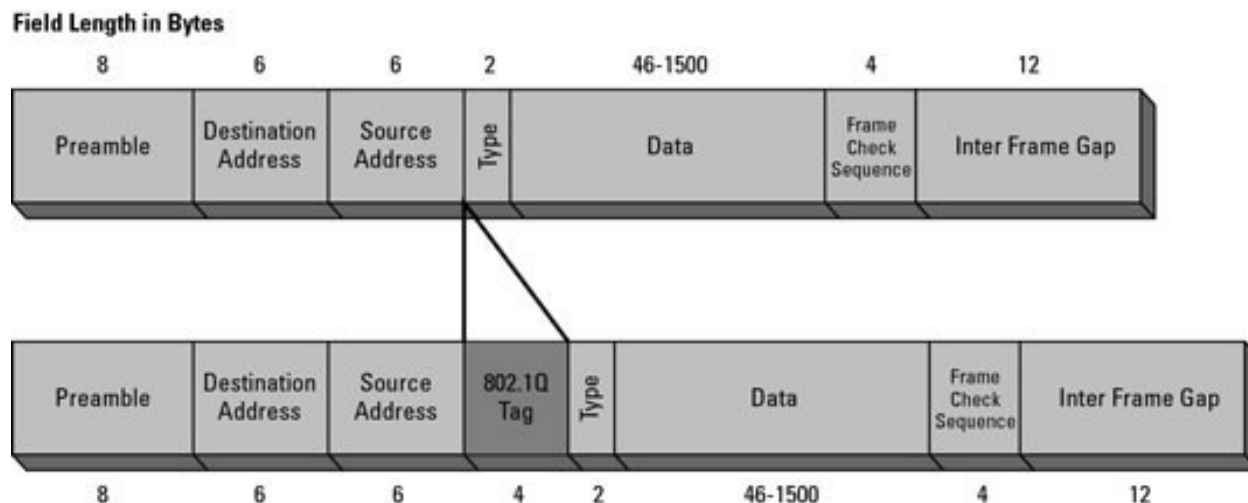 Field Length in Bytes
8 6 6 2 46-1500 4 12
Preamble
Destination
Address
Source
Address
Type
Data
Frame
Check
Sequence
Inter Frame Gap
Preamble
Destination
Address
Source
Address
802.1Q
Tag
Type
Data
Frame
Check
Sequence
Inter Frame Gap
8 6 6 4 2 46-1500 4 12